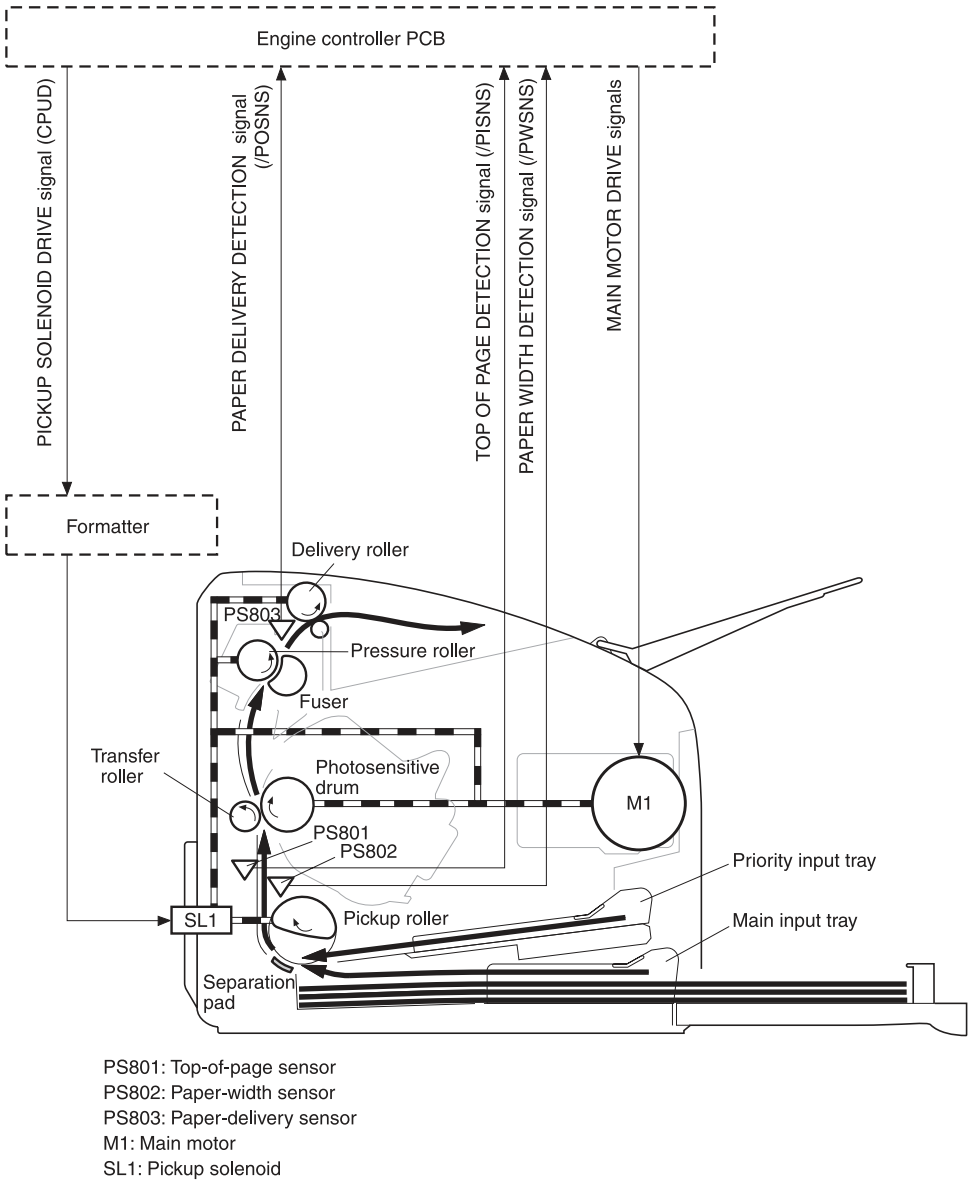 Engine controller PCB
PICKUP SOLENOID DRIVE signal (CPUD)
PAPER DELIVERY DETECTION signal
(/POSNS)
TOP OF PAGE DETECTION signal (/PISNS)
PAPER WIDTH DETECTION signal (/PWSNS)
MAIN MOTOR DRIVE signals
Formatter
Delivery roller
PS803
Pressure roller
Fuser
Transfer
roller
Photosensitive
drum
M1
PS801
PS802
Priority input tray
SL1
Pickup roller
Main input tray
Separation
pad
PS801: Top-of-page sensor
PS802: Paper-width sensor
PS803: Paper-delivery sensor
M1: Main motor
SL1: Pickup solenoid